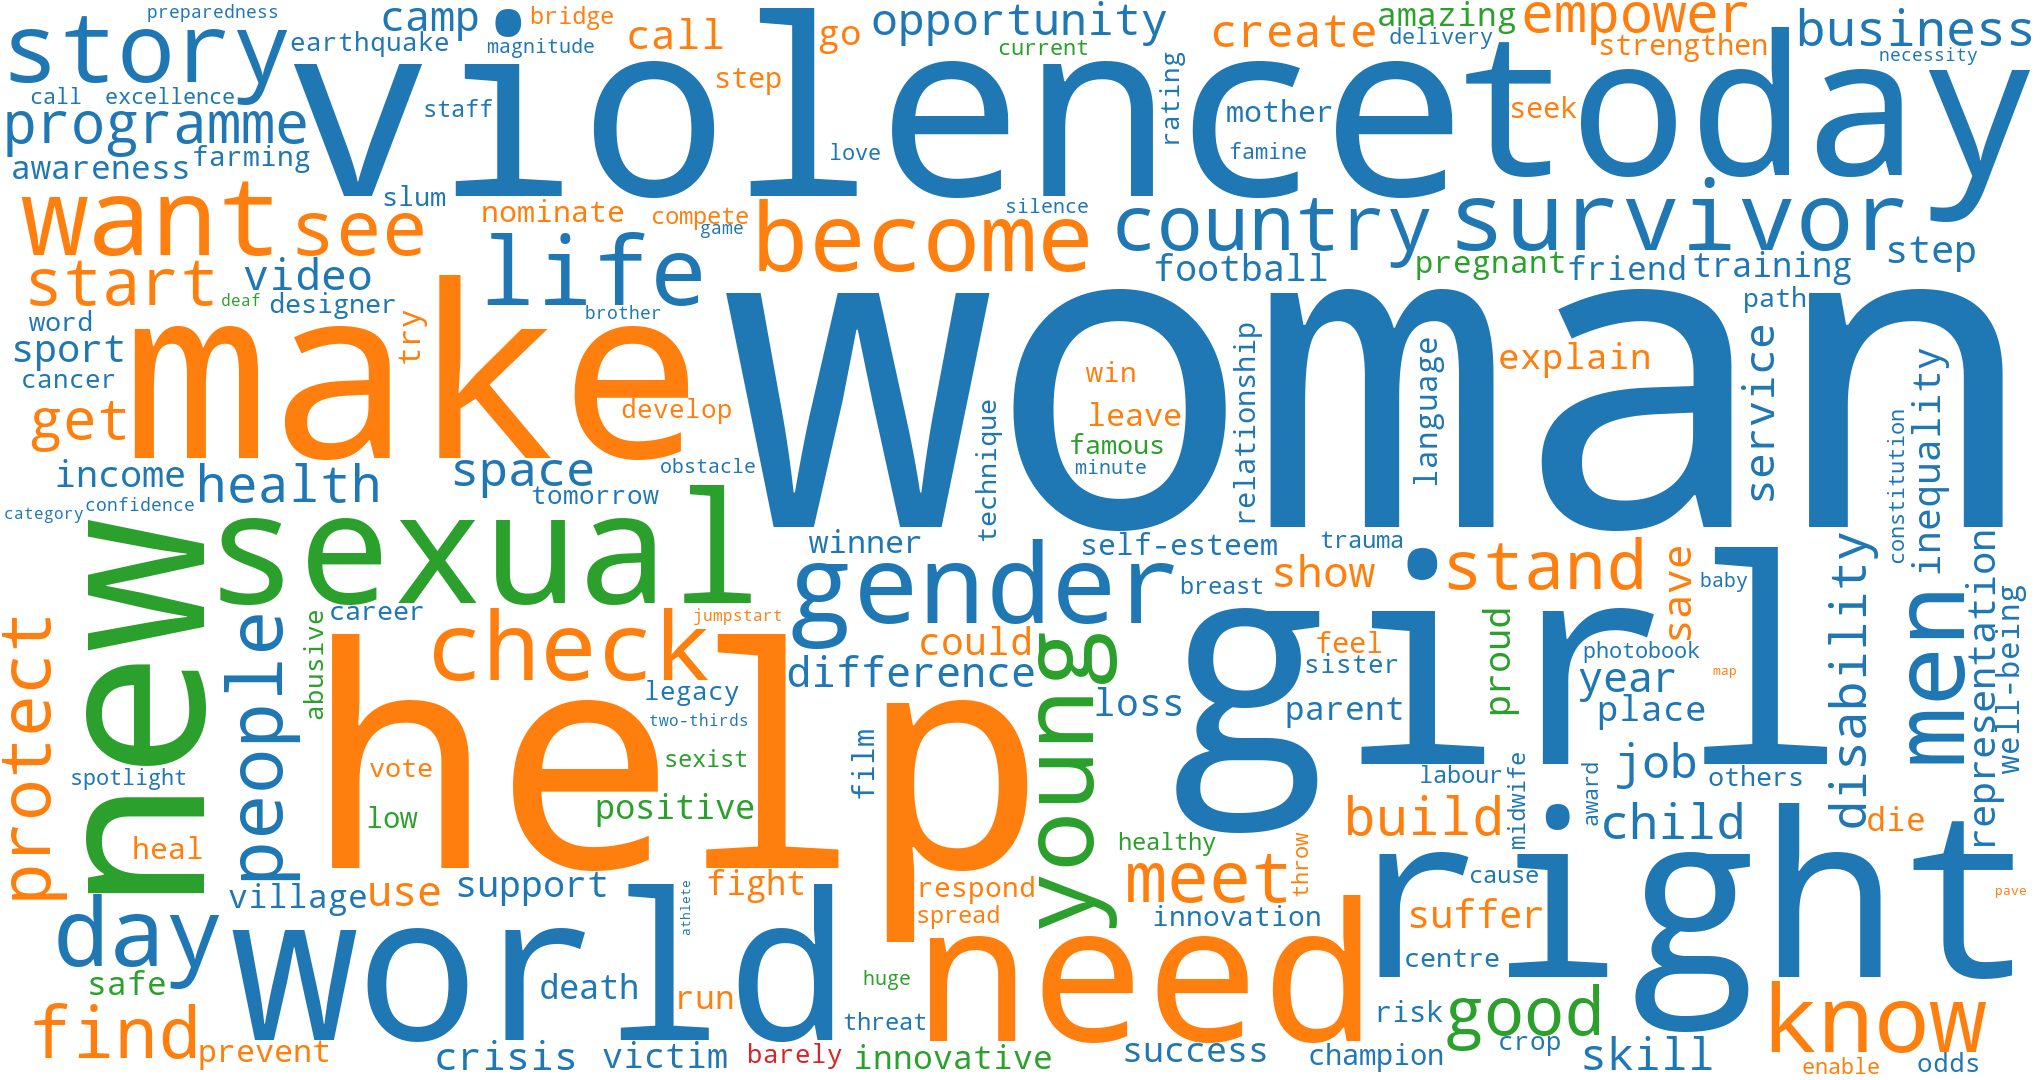 preparedness
camp
bridge
call
go
opportunity
amazing
empower
business
story
earthquake
magnitude
violence
current
create
delivery
strengthen
necessity
today
call
excellence
staff
step
rating
mother
seek
programme
awareness
farming
love
famine
slum
want
see
nominate
compete
game
become
silence
country
survivor
step
start
video
life
football
pregnant
friend
training
deaf
designer
brother
path
word
make
try
woman
sport
cancer
get
develop
win
leave
famous
minute
technique
relationship
language
explain
service
inequality
constitution
income
health
space
obstacle
tomorrow
category
confidence
new
sexual
winner
gender
self-esteem
trauma
stand
save
disability
men
representation
well-being
career
jumpstart
check
breast
show
baby
girl
protect
people
abusive
help
could
difference
young
feel
sister
proud
photobook
year
map
legacy
two-thirds
loss
parent
place
spotlight
vote
sexist
film
labour
midwife
award
job
others
low
positive
build
child
die
heal
healthy
right
village
use
support
fight
respond
spread
meet
throw
cause
pave
day
world
athlete
innovation
suffer
need
safe
death
run
huge
centre
find
prevent
crisis
victim
barely
threat
innovative
success
risk
champion
good
crop
skill
know
enable
odds